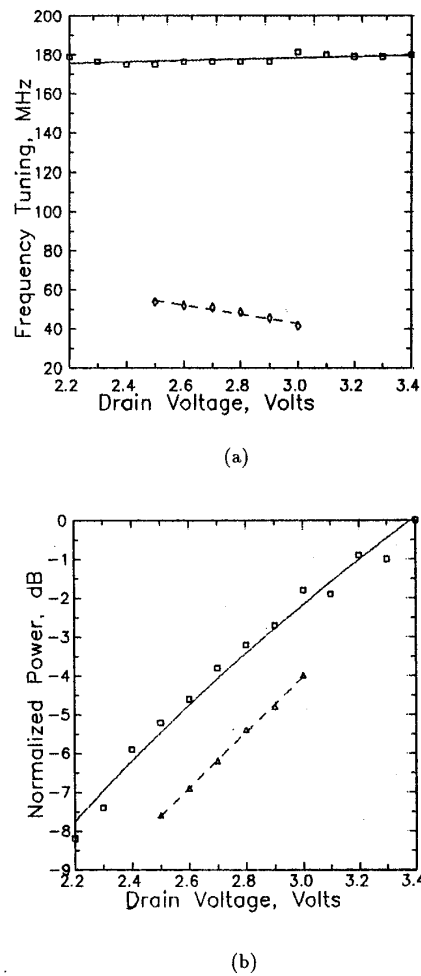 200
180
160
140
120
100
80
60
40
20
Frequency Tuning, MHz
2.2 2.4 2.6 2.8 3.0 3.2 3.4
Drain Voltage, Volts
(a)
0
-1
-2
-3
-4
-5
-6
-7
-8
-9
Normalized Power, dB
2.2 2.4 2.6 2.8 3.0 3.2 3.4
Drain Voltage, Volts
(b)